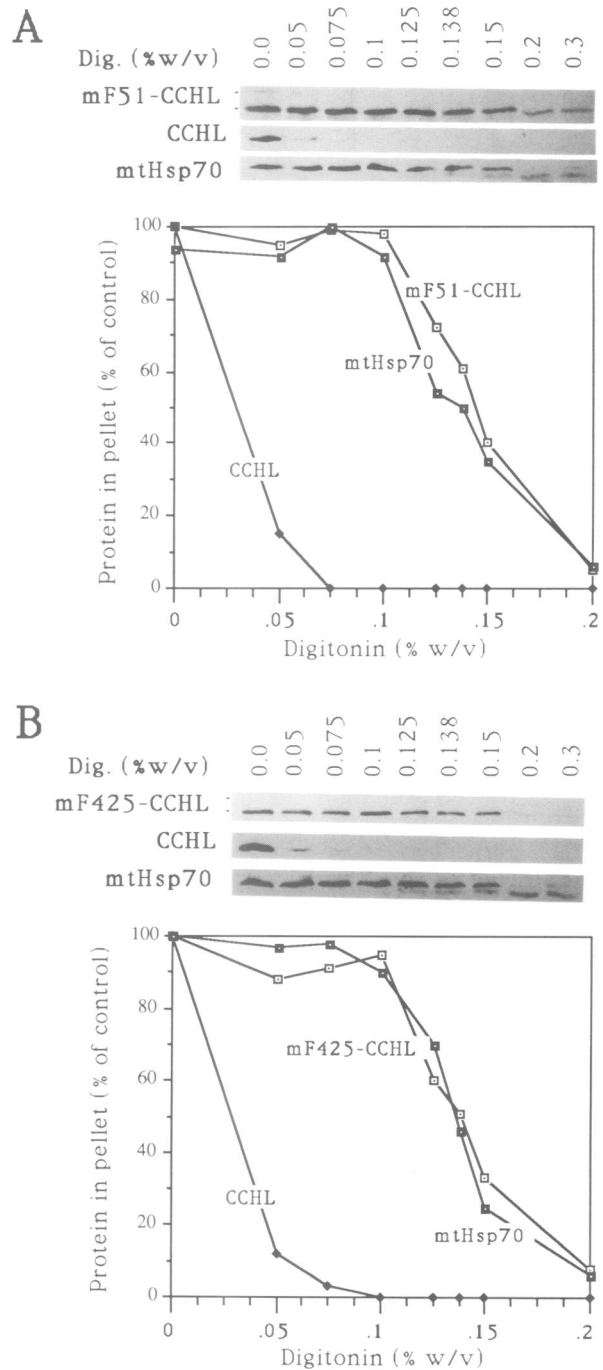 A
Dig. (%w/v) 0.0 0.05 0.075 0.1 0.125 0.138 0.15 0.2 0.3
mF51-CCHL
CCHL
mtHsp70
Protein in pellet (% of control)
100
80
60
40
20
0
mF51-CCHL
mtHsp70
CCHL
0 .05 .1 .15 .2
Digitonin (% w/v)
B
Dig. (%w/v) 0.0 0.05 0.075 0.1 0.125 0.138 0.15 0.2 0.3
mF425-CCHL
CCHL
mtHsp70
Protein in pellet (% of control)
100
80
60
40
20
0
mF425-CCHL
CCHL
mtHsp70
0 .05 .1 .15 .2
Digitonin (% w/v)